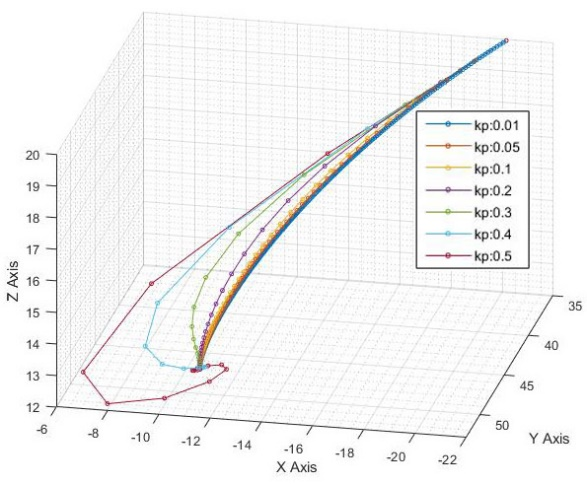 kp:0.01
kp:0.05
kp:0.1
kp:0.2
kp:0.3
kp:0.4
kp:0.5
Z Axis
20
19
18
17
16
15
14
13
12
-6
-8
-10
-12
-14
-16
-18
-20
-22
X Axis
35
40
45
50
Y Axis